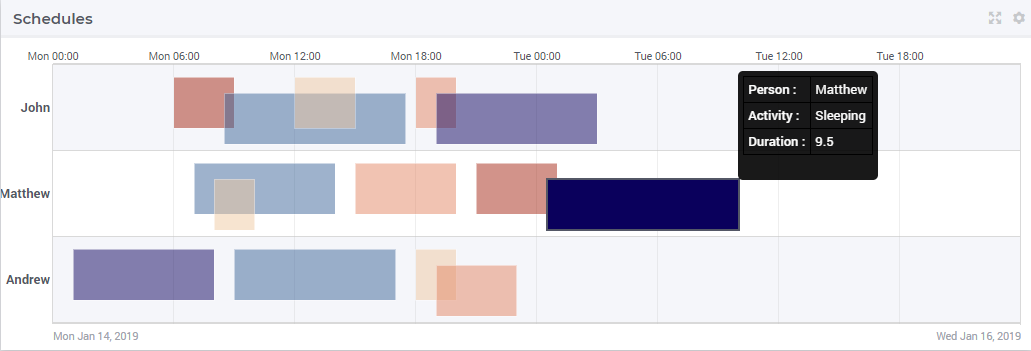 Schedules
Mon 00:00 Mon 06:00 Mon 12:00 Mon 18:00 Tue 00:00 Tue 06:00 Tue 12:00 Tue 18:00
John
Person : Matthew
Activity : Sleeping
Duration : 9.5
Matthew
Andrew
Mon Jan 14, 2019 Wed Jan 16, 2019